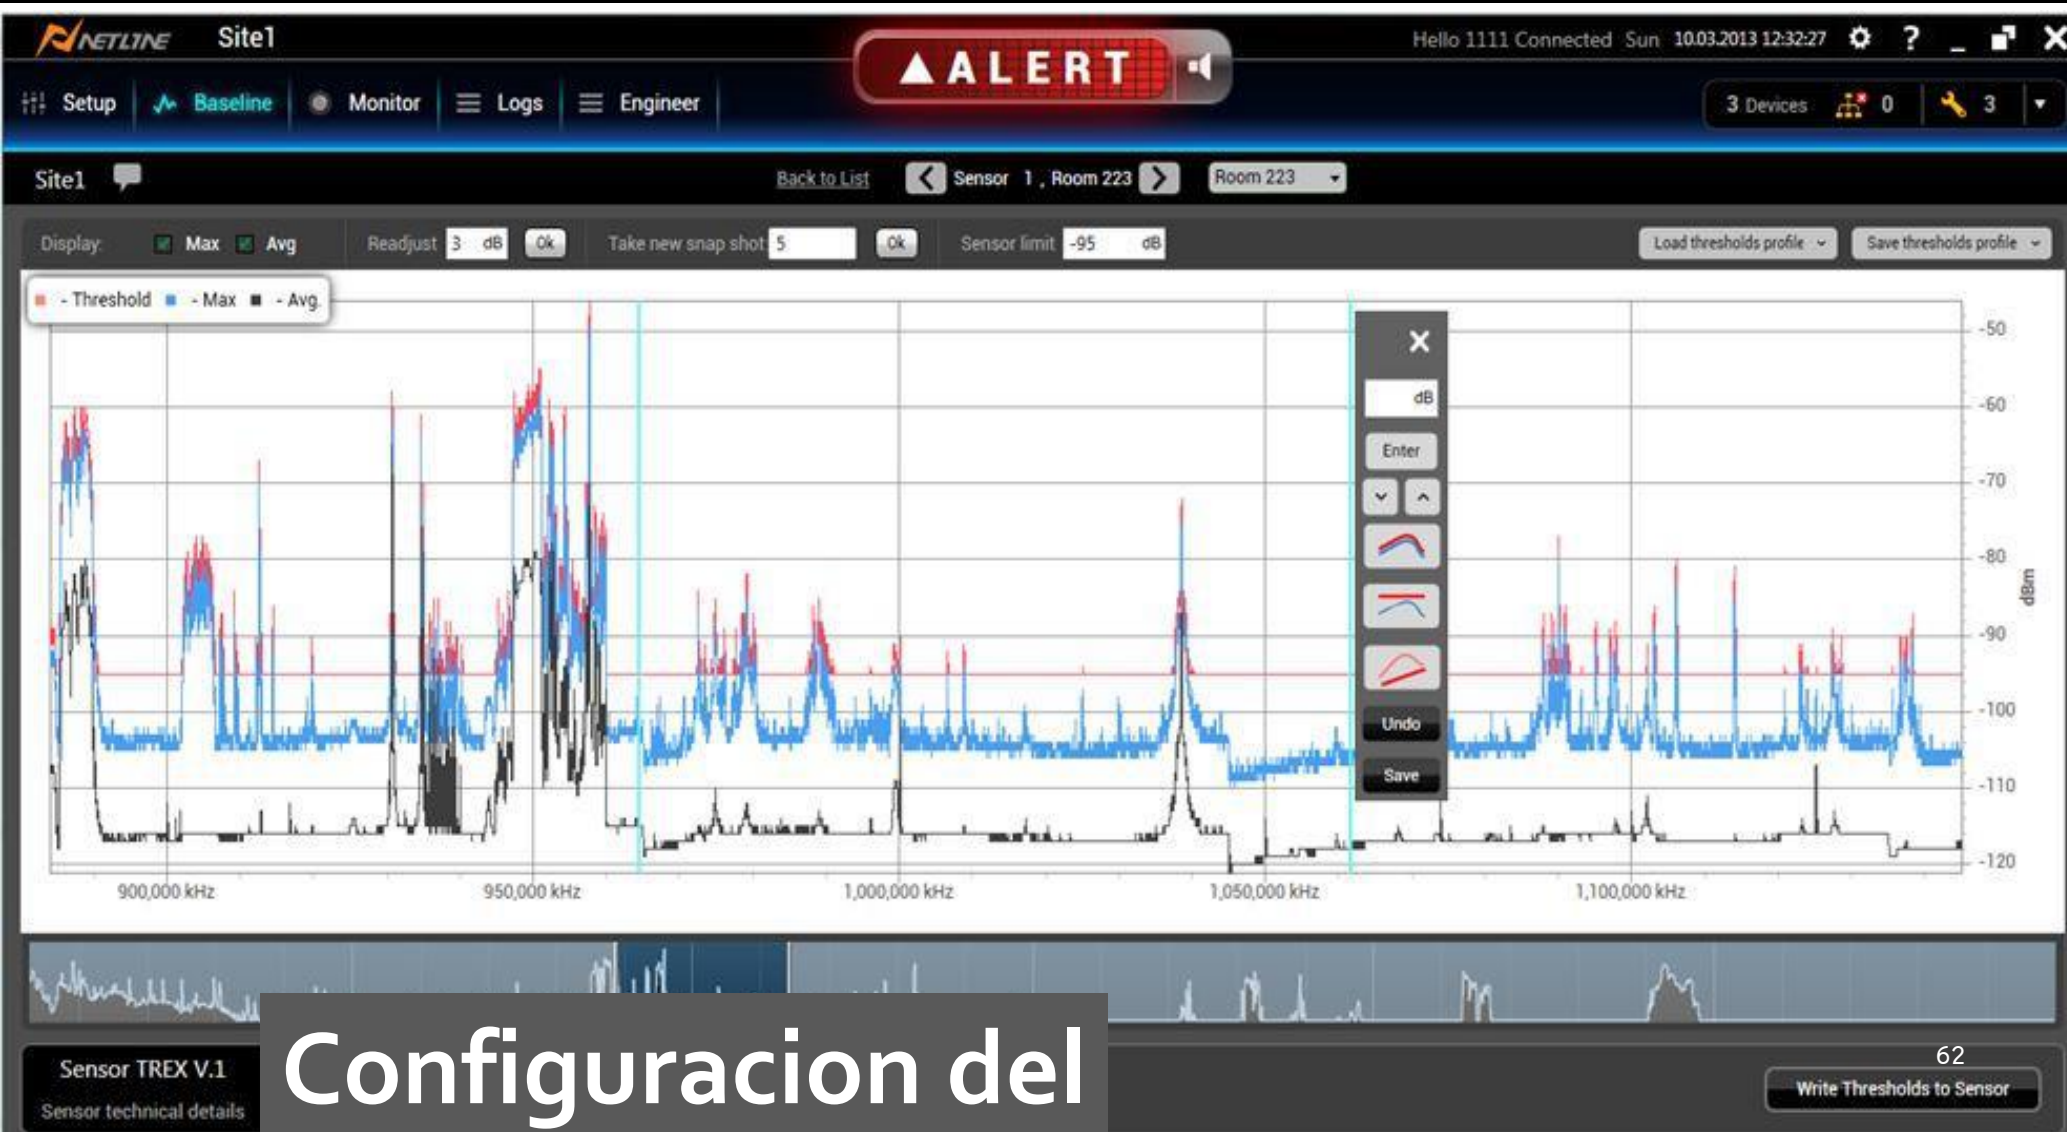 NETLINE Site1 ALERT Hello 1111 Connected Sun 10.03.2013 12:32:27 ?
Setup Baseline Monitor Logs Engineer 3 Devices 0 3
Site1 Back to List Sensor 1 , Room 223 Room 223
Display: Max Avg Readjust 3 dB Ok Take new snap shot: 5 Ok Sensor limit -95 dB Load thresholds profile Save thresholds profile
- Threshold - Max - Avg.
-50
-60
-70
-80
-90
-100
-110
-120
dBm
dB
Enter
Undo
Save
900,000 kHz 950,000 kHz 1,000,000 kHz 1,050,000 kHz 1,100,000 kHz
Sensor TREX V.1
Sensor technical details
Configuracion del
62
Write Thresholds to Sensor